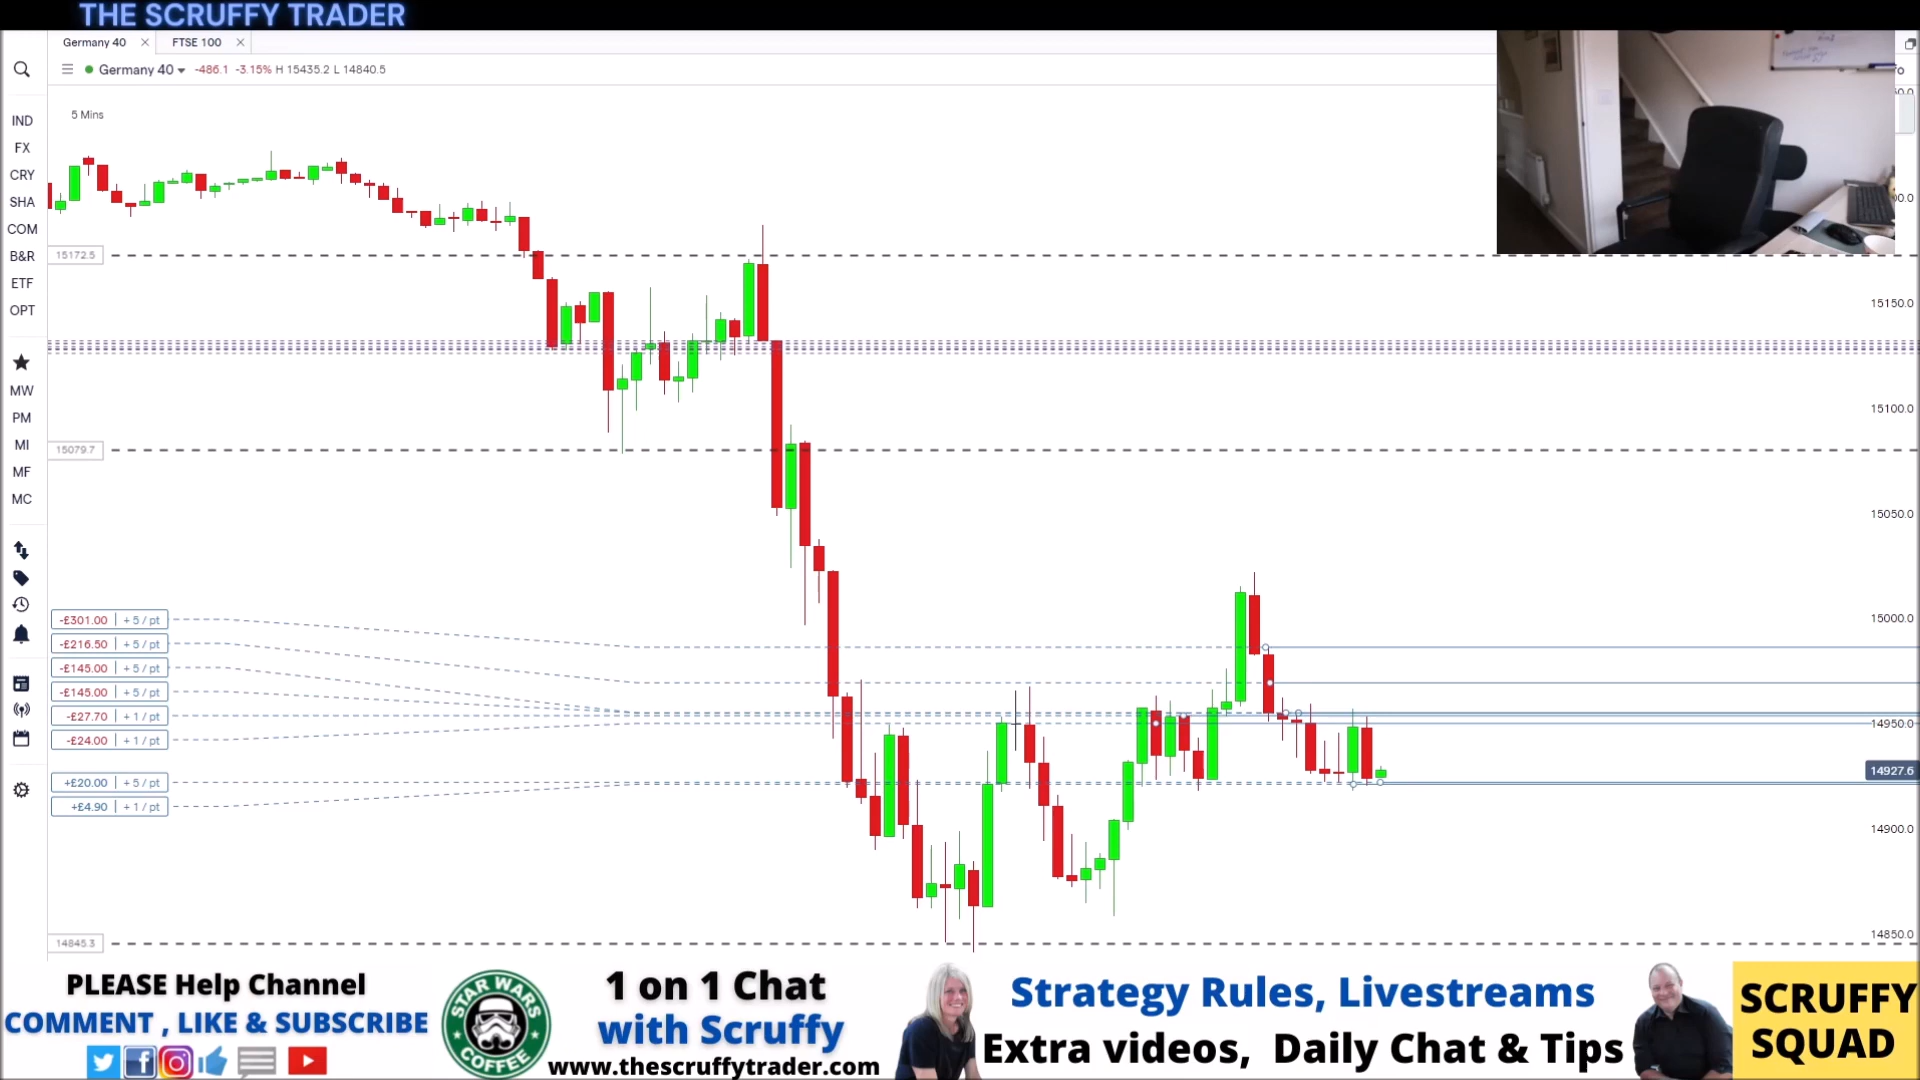 THE SCRUFFY TRADER
Germany 40
FTSE 100
Germany 40 -486.1 -3.15% H 15435.2 L 14840.5
5 Mins
IND
FX
CRY
SHA
COM
B&R
ETF
OPT
MW
PM
MI
MF
MC
15172.5
15079.7
14845.3
-£301.00 | + 5 / pt
-£216.50 | + 5 / pt
-£145.00 | + 5 / pt
-£145.00 | + 5 / pt
-£27.70 | + 1 / pt
-£24.00 | + 1 / pt
+£20.00 | + 5 / pt
+£4.90 | + 1 / pt
15150.0
15100.0
15050.0
15000.0
14950.0
14927.6
14900.0
14850.0
PLEASE Help Channel
COMMENT , LIKE & SUBSCRIBE
STAR WARS
COFFEE
1 on 1 Chat
with Scruffy
www.thescruffytrader.com
Strategy Rules, Livestreams
Extra videos, Daily Chat & Tips
SCRUFFY
SQUAD